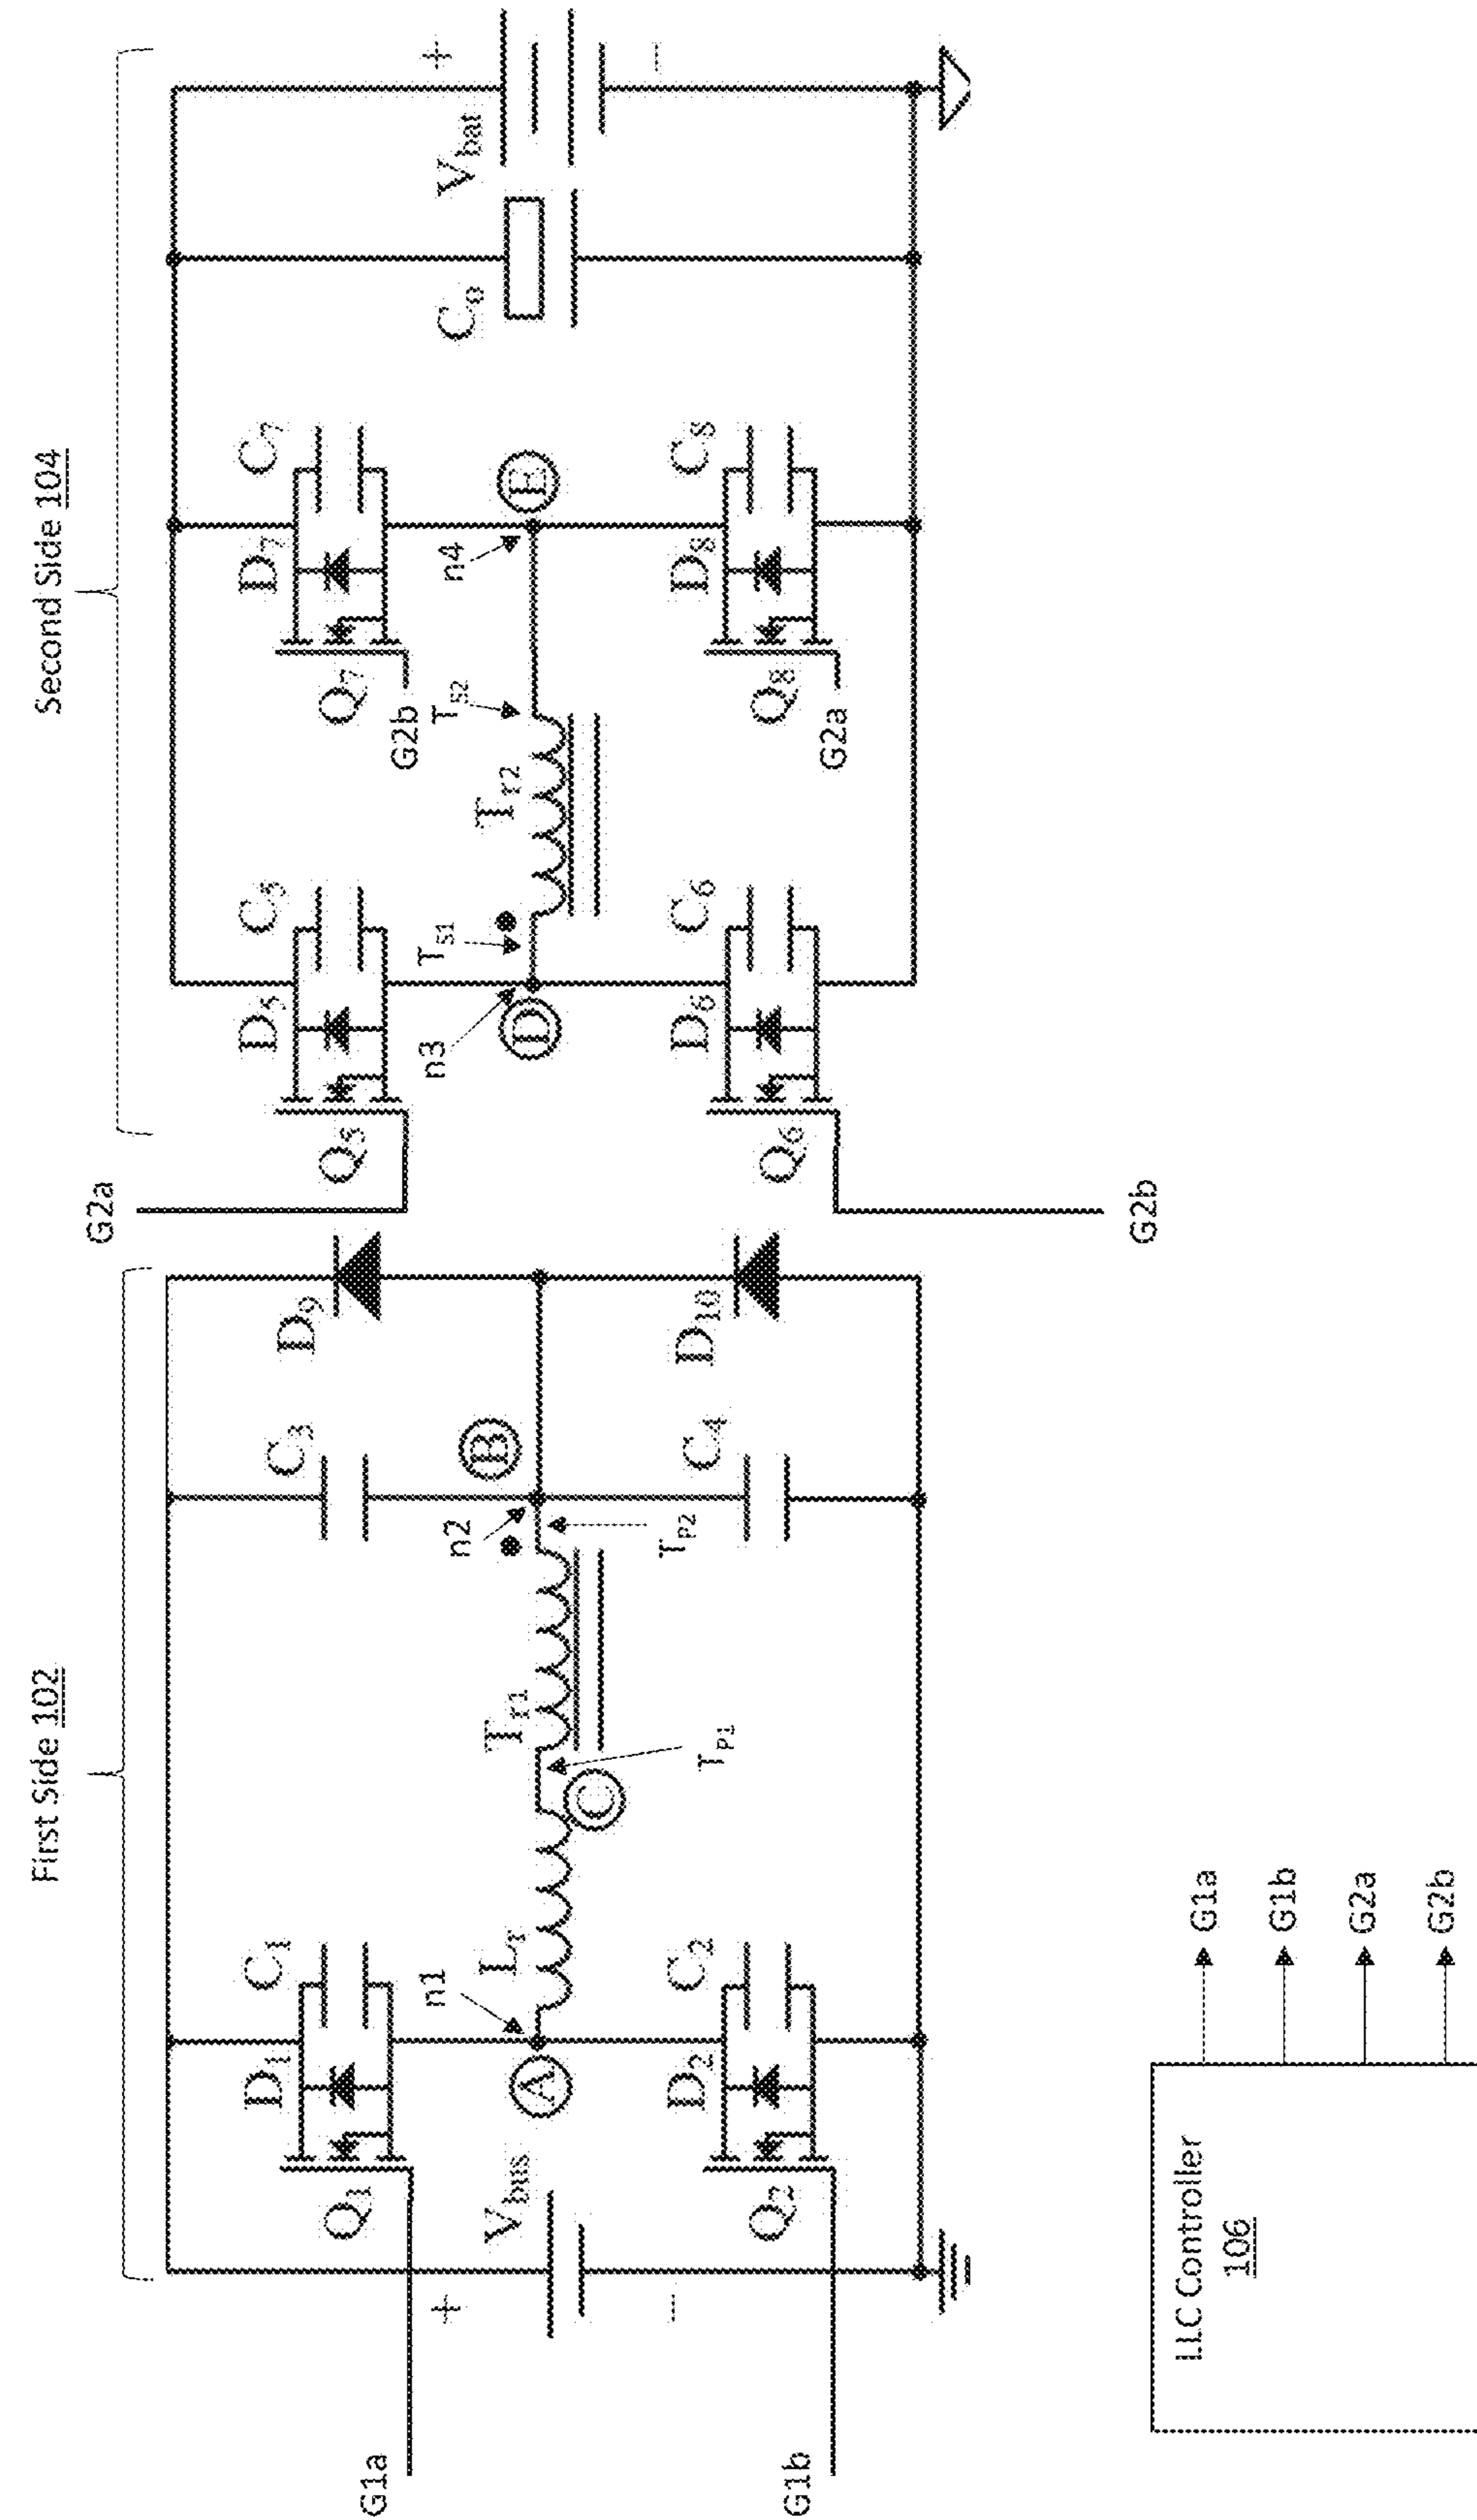 First Side 102
Second Side 104
G1a
G1b
Vbus
+
−
Q1
D1
C1
Q2
D2
C2
n1
A
Lr
C
Tr1
TP1
TP2
n2
B
C3
C4
D9
D10
G2a
G2b
Q5
D5
C5
Q6
D6
C6
n3
D
TS1
Tr2
TS2
Q7
D7
C7
G2b
Q8
D8
C8
G2a
n4
E
Co
Vbat
+
−
LLC Controller
106
G1a
G1b
G2a
G2b